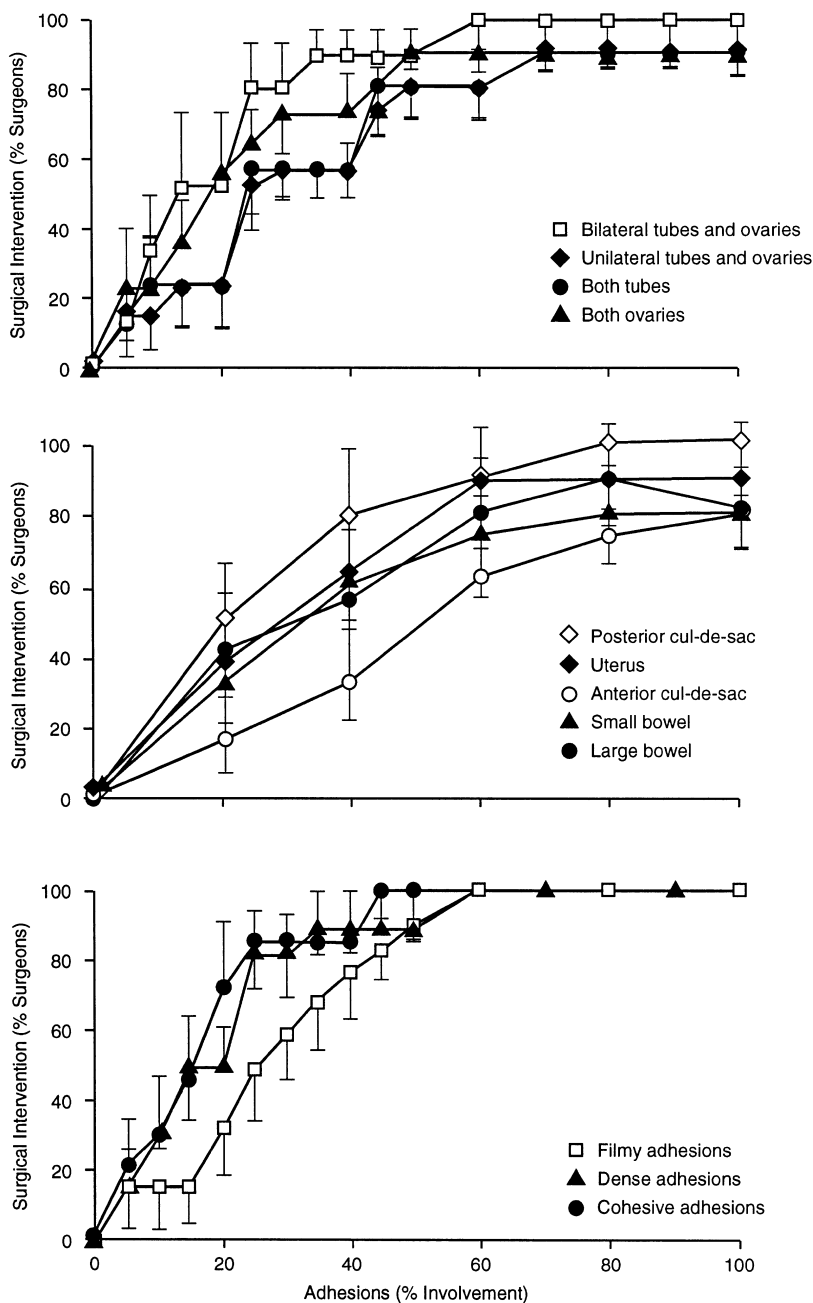 Surgical Intervention (% Surgeons)
100
80
60
40
20
0
Bilateral tubes and ovaries
Unilateral tubes and ovaries
Both tubes
Both ovaries
Surgical Intervention (% Surgeons)
100
80
60
40
20
0
Posterior cul-de-sac
Uterus
Anterior cul-de-sac
Small bowel
Large bowel
Surgical Intervention (% Surgeons)
100
80
60
40
20
0
Filmy adhesions
Dense adhesions
Cohesive adhesions
0 20 40 60 80 100
Adhesions (% Involvement)